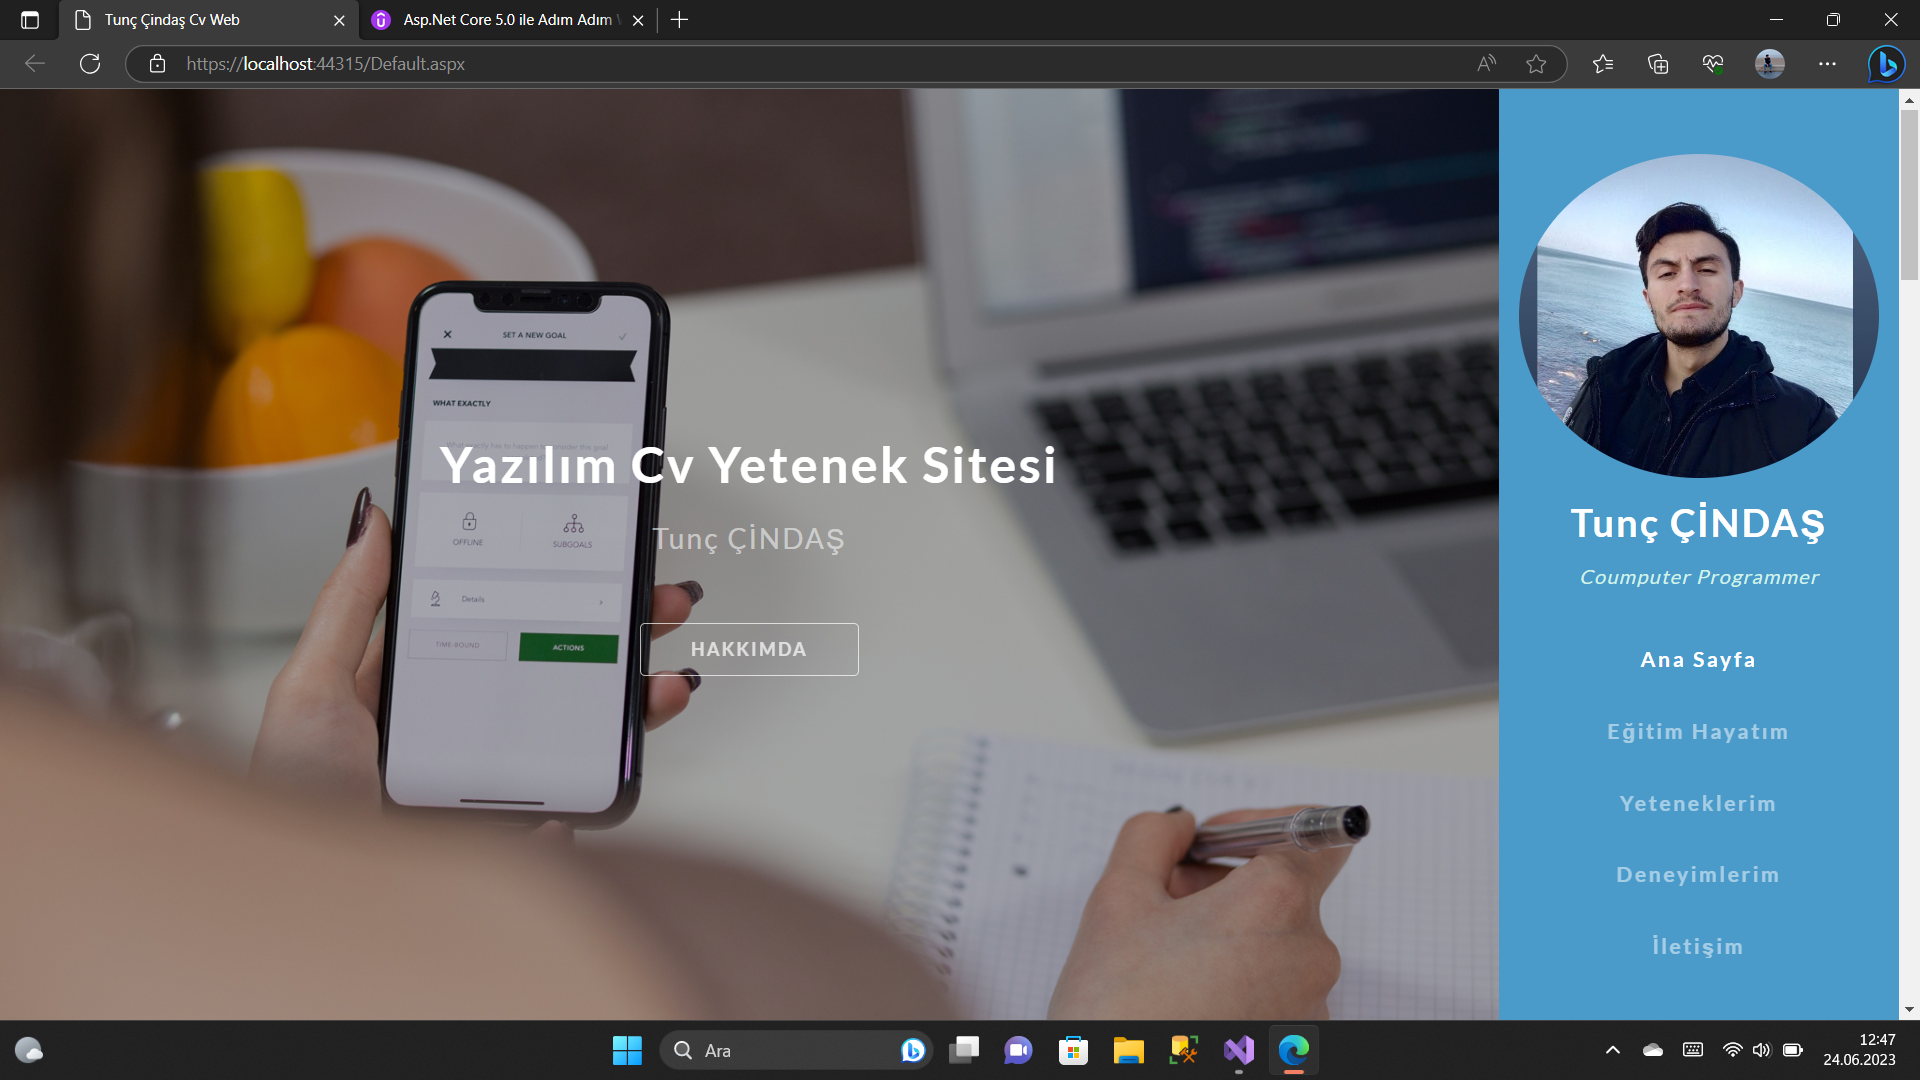 Tunç Çindaş Cv Web
Asp.Net Core 5.0 ile Adım Adım
https://localhost:44315/Default.aspx
SET A NEW GOAL
WHAT EXACTLY
Yazılım Cv Yetenek Sitesi
OFFLINE
SUBGOALS
Tunç ÇİNDAŞ
Details
TIME-BOUND
ACTIONS
HAKKIMDA
Tunç ÇİNDAŞ
Coumputer Programmer
Ana Sayfa
Eğitim Hayatım
Yeteneklerim
Deneyimlerim
İletişim
Ara
12:47
24.06.2023